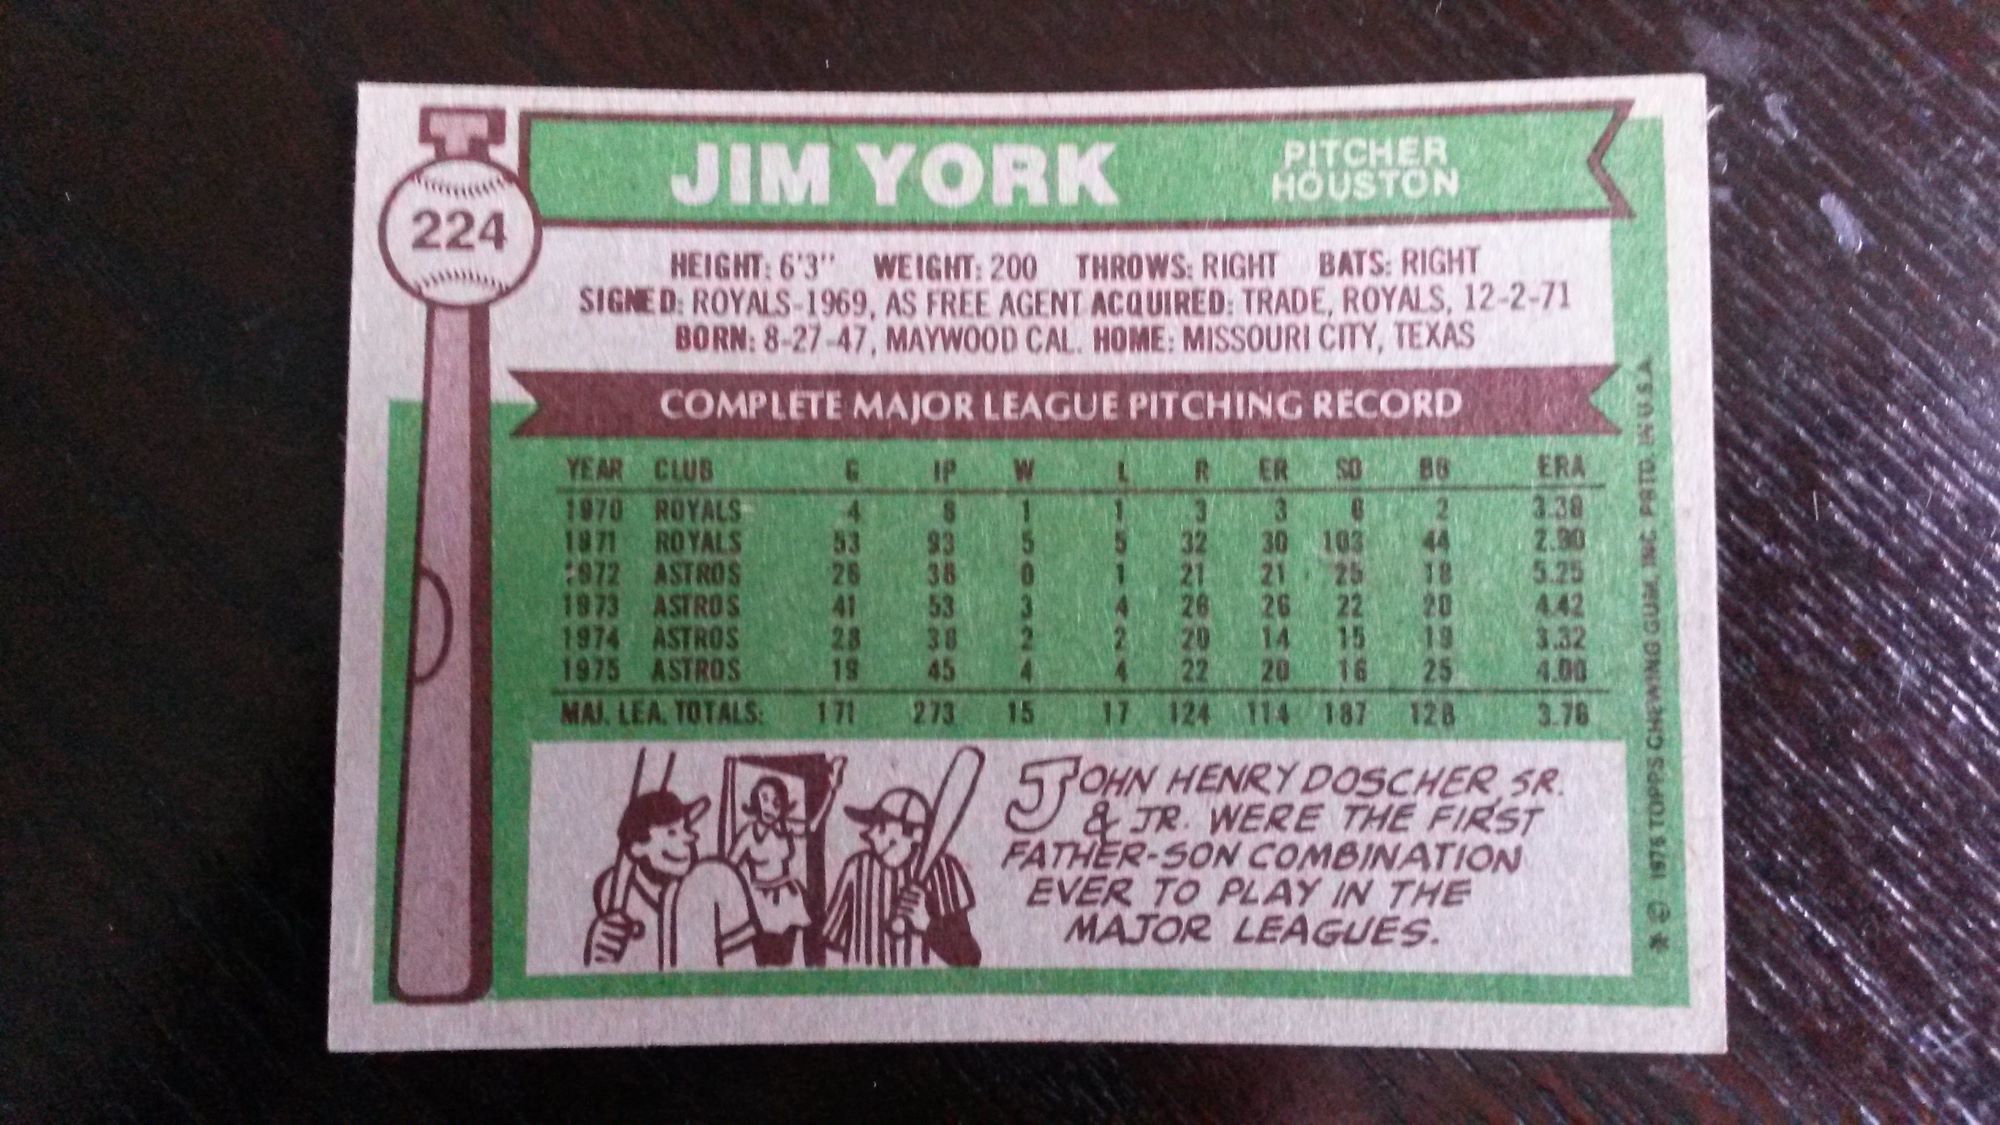 224
JIM YORK
PITCHER
HOUSTON
HEIGHT: 6'3" WEIGHT: 200 THROWS: RIGHT BATS: RIGHT
SIGNED: ROYALS-1969, AS FREE AGENT ACQUIRED: TRADE, ROYALS, 12-2-71
BORN: 8-27-47, MAYWOOD CAL. HOME: MISSOURI CITY, TEXAS
COMPLETE MAJOR LEAGUE PITCHING RECORD
YEAR CLUB G IP W L R ER SO BB ERA
1970 ROYALS 4 8 1 1 3 3 6 2 3.38
1971 ROYALS 53 93 5 5 32 30 103 44 2.90
1972 ASTROS 26 36 0 1 21 21 25 18 5.25
1973 ASTROS 41 53 3 4 26 26 22 20 4.42
1974 ASTROS 28 38 2 2 20 14 15 19 3.32
1975 ASTROS 19 45 4 4 22 20 16 25 4.00
MAJ. LEA. TOTALS: 171 273 15 17 124 114 187 128 3.76
JOHN HENRY DOSCHER, SR.
& JR. WERE THE FIRST
FATHER-SON COMBINATION
EVER TO PLAY IN THE
MAJOR LEAGUES.
* © 1976 TOPPS CHEWING GUM, INC. PRTD. IN U.S.A.